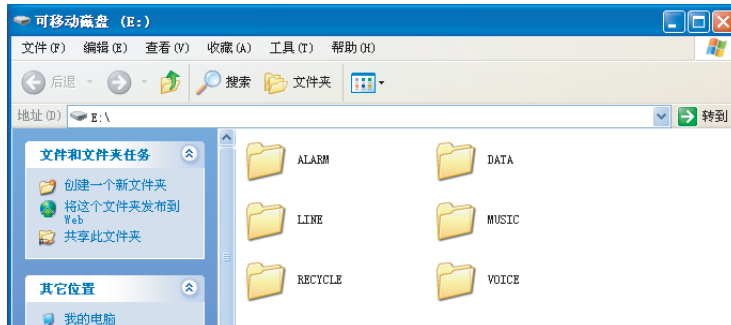 可移动磁盘 (E:)
文件(F) 编辑(E) 查看(V) 收藏(A) 工具(T) 帮助(H)
后退 搜索 文件夹
地址(D) E:\ 转到
文件和文件夹任务
创建一个新文件夹
将这个文件夹发布到
Web
共享此文件夹
其它位置
我的电脑
ALARM DATA
LINE MUSIC
RECYCLE VOICE